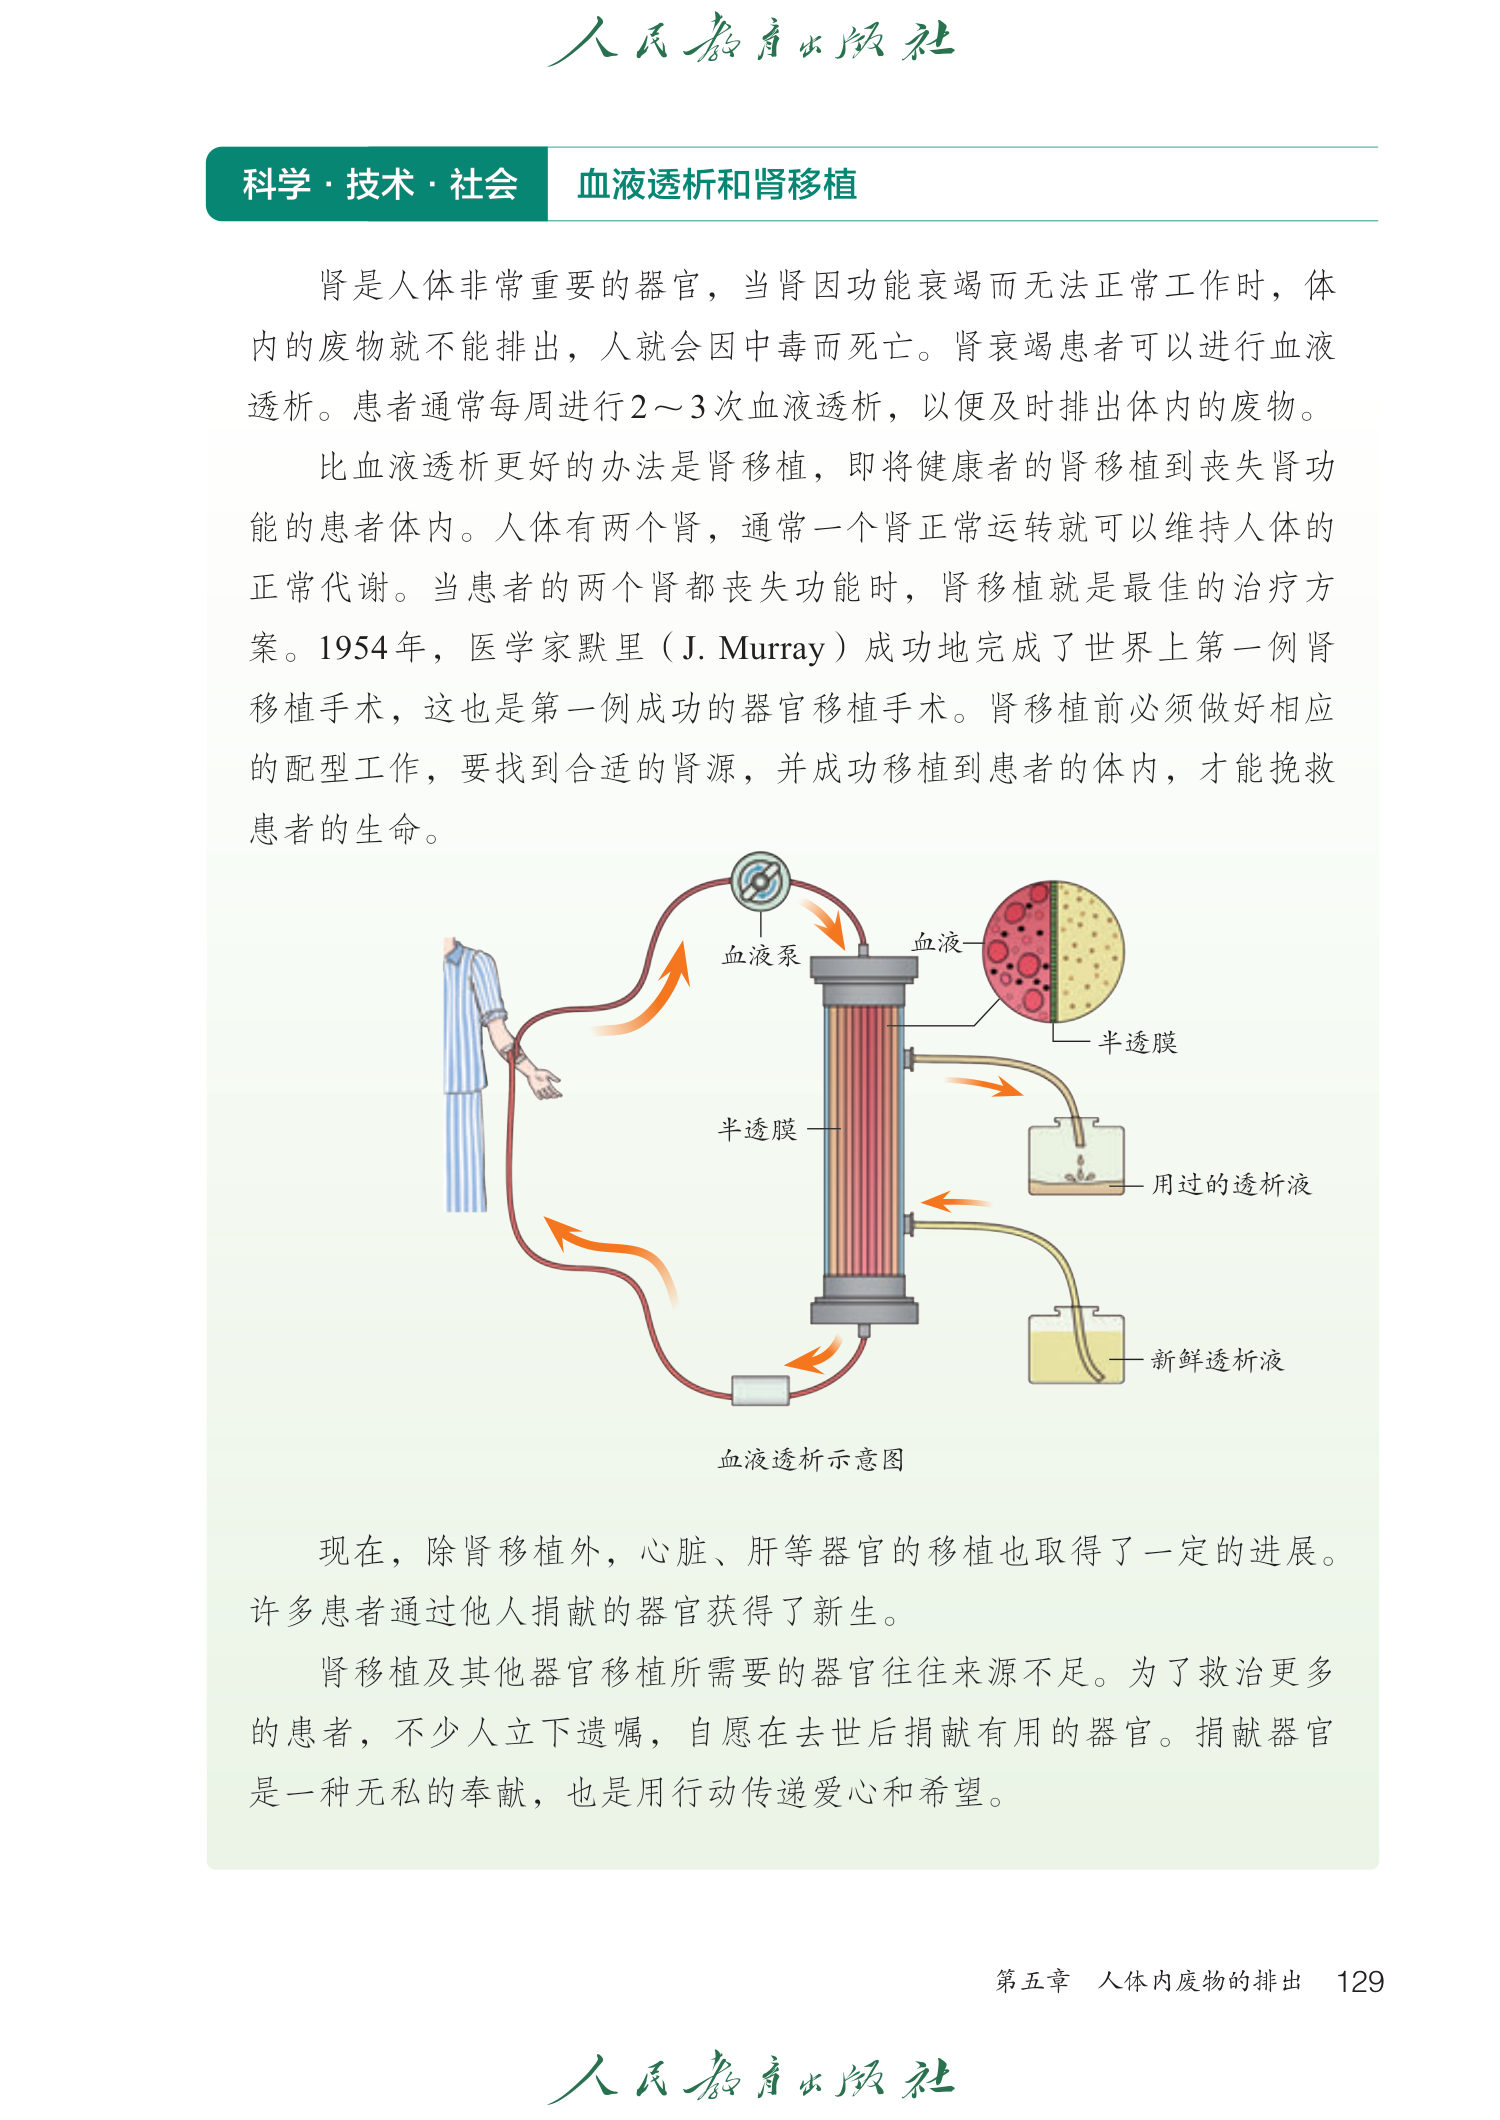 人民教育出版社
科学·技术·社会 血液透析和肾移植
肾是人体非常重要的器官，当肾因功能衰竭而无法正常工作时，体
内的废物就不能排出，人就会因中毒而死亡。肾衰竭患者可以进行血液
透析。患者通常每周进行2～3次血液透析，以便及时排出体内的废物。
比血液透析更好的办法是肾移植，即将健康者的肾移植到丧失肾功
能的患者体内。人体有两个肾，通常一个肾正常运转就可以维持人体的
正常代谢。当患者的两个肾都丧失功能时，肾移植就是最佳的治疗方
案。1954年，医学家默里（J. Murray）成功地完成了世界上第一例肾
移植手术，这也是第一例成功的器官移植手术。肾移植前必须做好相应
的配型工作，要找到合适的肾源，并成功移植到患者的体内，才能挽救
患者的生命。
血液泵
血液
半透膜
半透膜
用过的透析液
新鲜透析液
血液透析示意图
现在，除肾移植外，心脏、肝等器官的移植也取得了一定的进展。
许多患者通过他人捐献的器官获得了新生。
肾移植及其他器官移植所需要的器官往往来源不足。为了救治更多
的患者，不少人立下遗嘱，自愿在去世后捐献有用的器官。捐献器官
是一种无私的奉献，也是用行动传递爱心和希望。
第五章 人体内废物的排出 129
人民教育出版社